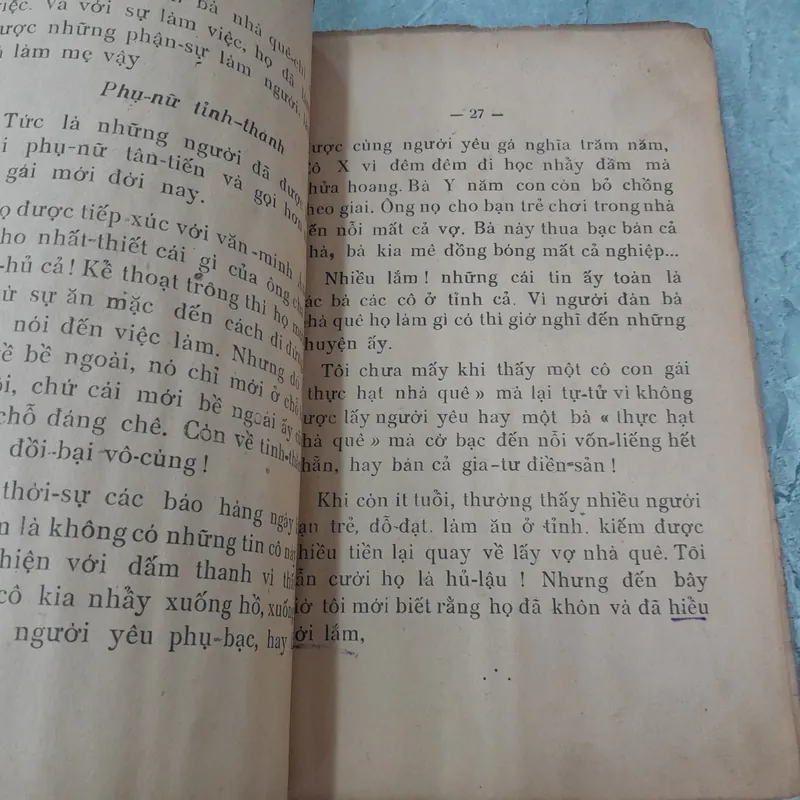 bà nhà quê
iệc. Và với sự làm việc, họ đã
được những phận-sự làm người,
à làm mẹ vậy
Phụ-nữ tỉnh-thành
Tức là những người đã được
i phụ-nữ tân-tiến và gọi
gái mới đời nay.
ọ được tiếp-xúc với văn-minh
ho nhất-thiết cái gì của ông
-hủ cả! Kể thoạt trông thì họ
ừ sự ăn mặc đến cách đi
nói đến việc làm. Nhưng
về bề ngoài, nó chỉ mới ở chỗ
i, chứ cái mới bề ngoài ấy
chỗ đáng chê. Còn về tinh-th
đồi-bại vô-cùng!
thời-sự các báo hàng ngày
n là không có những tin cô
hiện với dấm thanh vì
cô kia nhẩy xuống hồ, xuống
người yêu phụ-bạc, hay
— 27 —
ược cùng người yêu gá nghĩa trăm năm,
ô X vì đêm đêm đi học nhẩy đầm mà
hửa hoang. Bà Y năm con còn bỏ chồng
heo giai. Ông nọ cho bạn trẻ chơi trong nhà
ến nỗi mất cả vợ. Bà này thua bạc bán cả
hà, bà kia mê đồng bóng mất cả nghiệp...
Nhiều lắm! những cái tin ấy toàn là
ác bà các cô ở tỉnh cả. Vì người đàn bà
hà quê họ làm gì có thì giờ nghĩ đến những
huyện ấy.
Tôi chưa mấy khi thấy một cô con gái
thực hạt nhà quê » mà lại tự-tử vì không
ược lấy người yêu hay một bà « thực hạt
hà quê » mà cờ bạc đến nỗi vốn-liếng hết
hẳn, hay bán cả gia-tư điền-sản!
Khi còn ít tuổi, thường thấy nhiều người
ạn trẻ, dỗ-đạt. làm ăn ở tỉnh. kiếm được
hiều tiền lại quay về lấy vợ nhà quê. Tôi
ẫn cười họ là hủ-lậu! Nhưng đến bây
iờ tôi mới biết rằng họ đã khôn và đã hiểu
ời lắm,